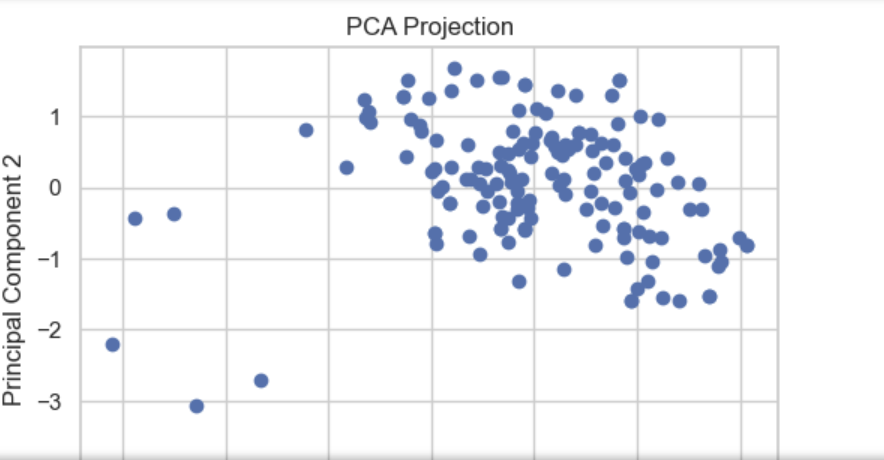 PCA Projection
Principal Component 2
1
0
−1
−2
−3